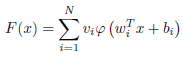 F(x) = \sum_{i=1}^{N} v_i \varphi \left( w_i^T x + b_i \right)